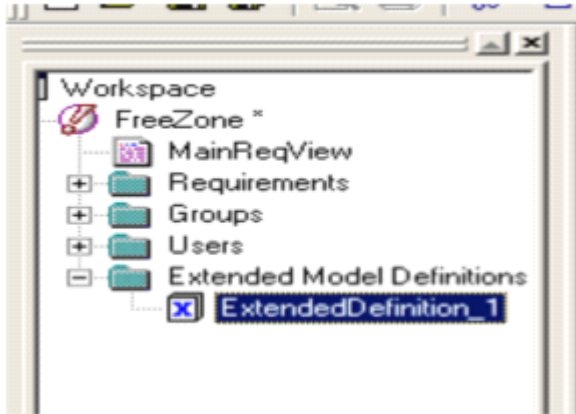 Workspace
FreeZone *
MainReqView
Requirements
Groups
Users
Extended Model Definitions
ExtendedDefinition_1